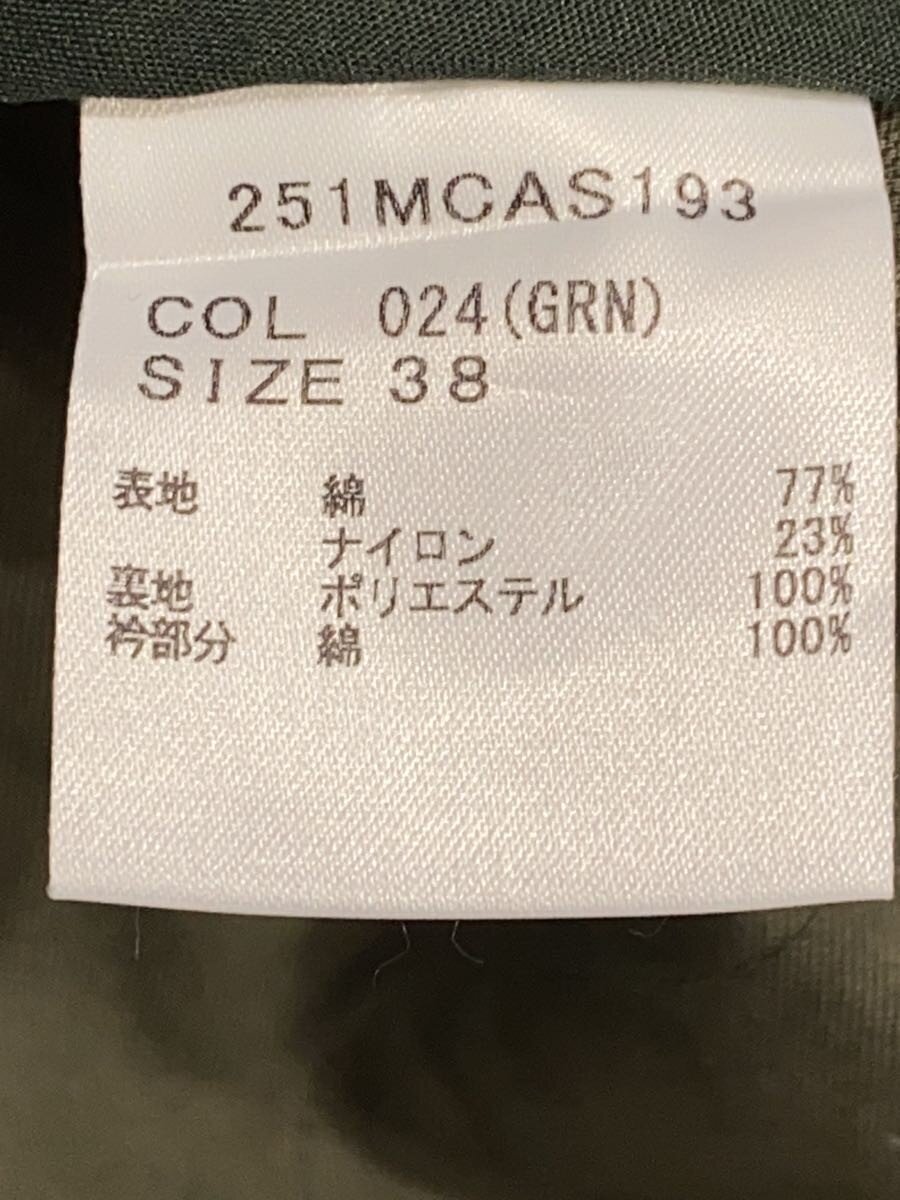 251MCAS193
COL 024(GRN)
SIZE 38
表地 綿 77%
ナイロン 23%
裏地 ポリエステル 100%
衿部分 綿 100%